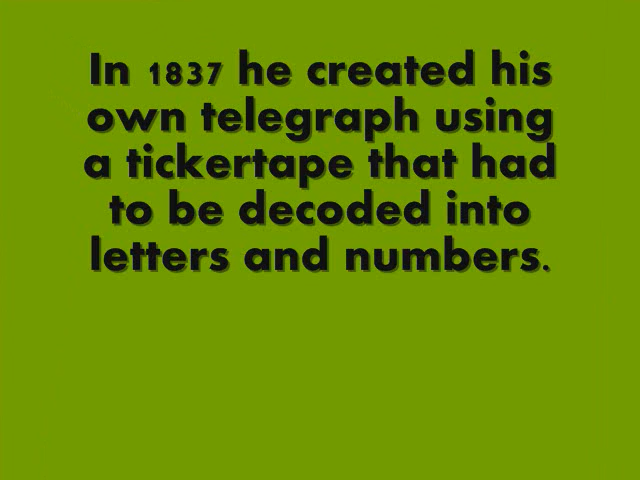 In 1837 he created his
own telegraph using
a tickertape that had
to be decoded into
letters and numbers.